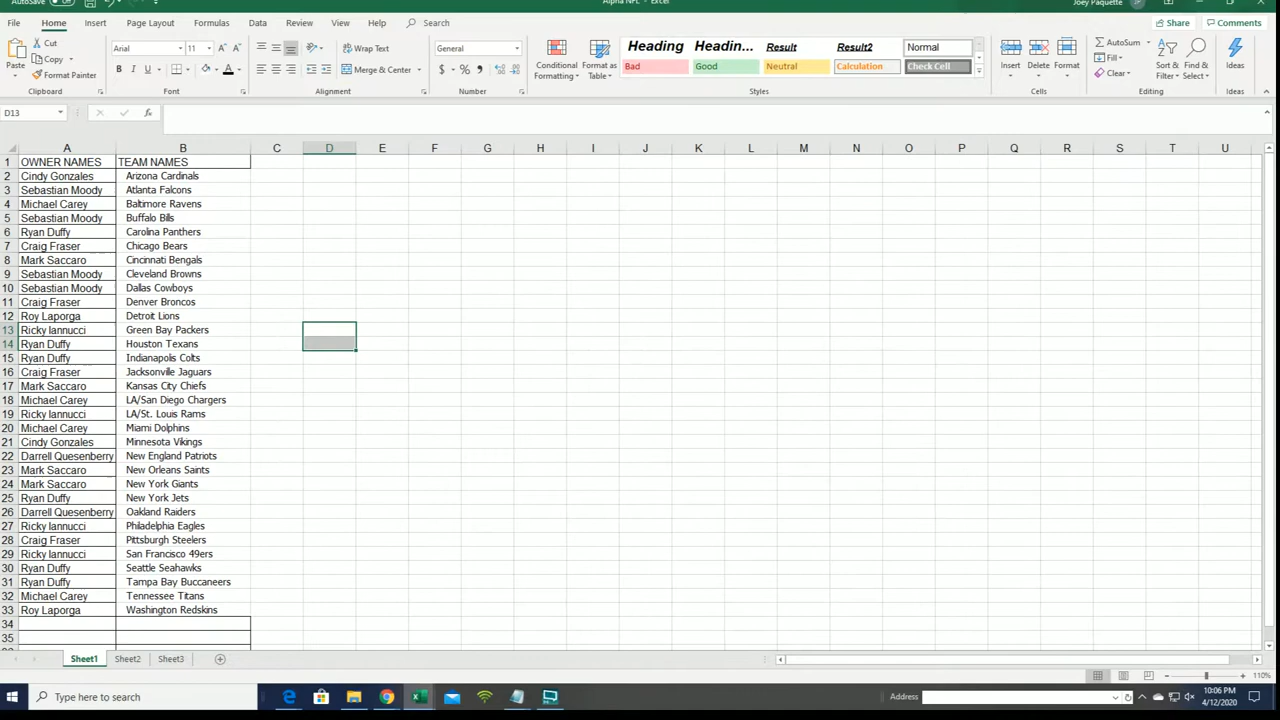 AutoSave Off Alpha NFL - Excel Joey Paquette JP
File Home Insert Page Layout Formulas Data Review View Help Search Share Comments
Paste Cut Copy Format Painter Clipboard
Arial 11 A A B I U A Font
Wrap Text Merge & Center Alignment
General $ % Number
Conditional Formatting Format as Table
Heading Headin... Result Result2 Normal
Bad Good Neutral Calculation Check Cell
Styles
Insert Delete Format Cells
AutoSum Fill Clear Sort & Filter Find & Select Editing
Ideas Ideas
D13 fx
A B C D E F G H I J K L M N O P Q R S T U
1 OWNER NAMES TEAM NAMES
2 Cindy Gonzales Arizona Cardinals
3 Sebastian Moody Atlanta Falcons
4 Michael Carey Baltimore Ravens
5 Sebastian Moody Buffalo Bills
6 Ryan Duffy Carolina Panthers
7 Craig Fraser Chicago Bears
8 Mark Saccaro Cincinnati Bengals
9 Sebastian Moody Cleveland Browns
10 Sebastian Moody Dallas Cowboys
11 Craig Fraser Denver Broncos
12 Roy Laporga Detroit Lions
13 Ricky Iannucci Green Bay Packers
14 Ryan Duffy Houston Texans
15 Ryan Duffy Indianapolis Colts
16 Craig Fraser Jacksonville Jaguars
17 Mark Saccaro Kansas City Chiefs
18 Michael Carey LA/San Diego Chargers
19 Ricky Iannucci LA/St. Louis Rams
20 Michael Carey Miami Dolphins
21 Cindy Gonzales Minnesota Vikings
22 Darrell Quesenberry New England Patriots
23 Mark Saccaro New Orleans Saints
24 Mark Saccaro New York Giants
25 Ryan Duffy New York Jets
26 Darrell Quesenberry Oakland Raiders
27 Ricky Iannucci Philadelphia Eagles
28 Craig Fraser Pittsburgh Steelers
29 Ricky Iannucci San Francisco 49ers
30 Ryan Duffy Seattle Seahawks
31 Ryan Duffy Tampa Bay Buccaneers
32 Michael Carey Tennessee Titans
33 Roy Laporga Washington Redskins
34
35
Sheet1 Sheet2 Sheet3
110%
Type here to search Address 10:06 PM
4/12/2020